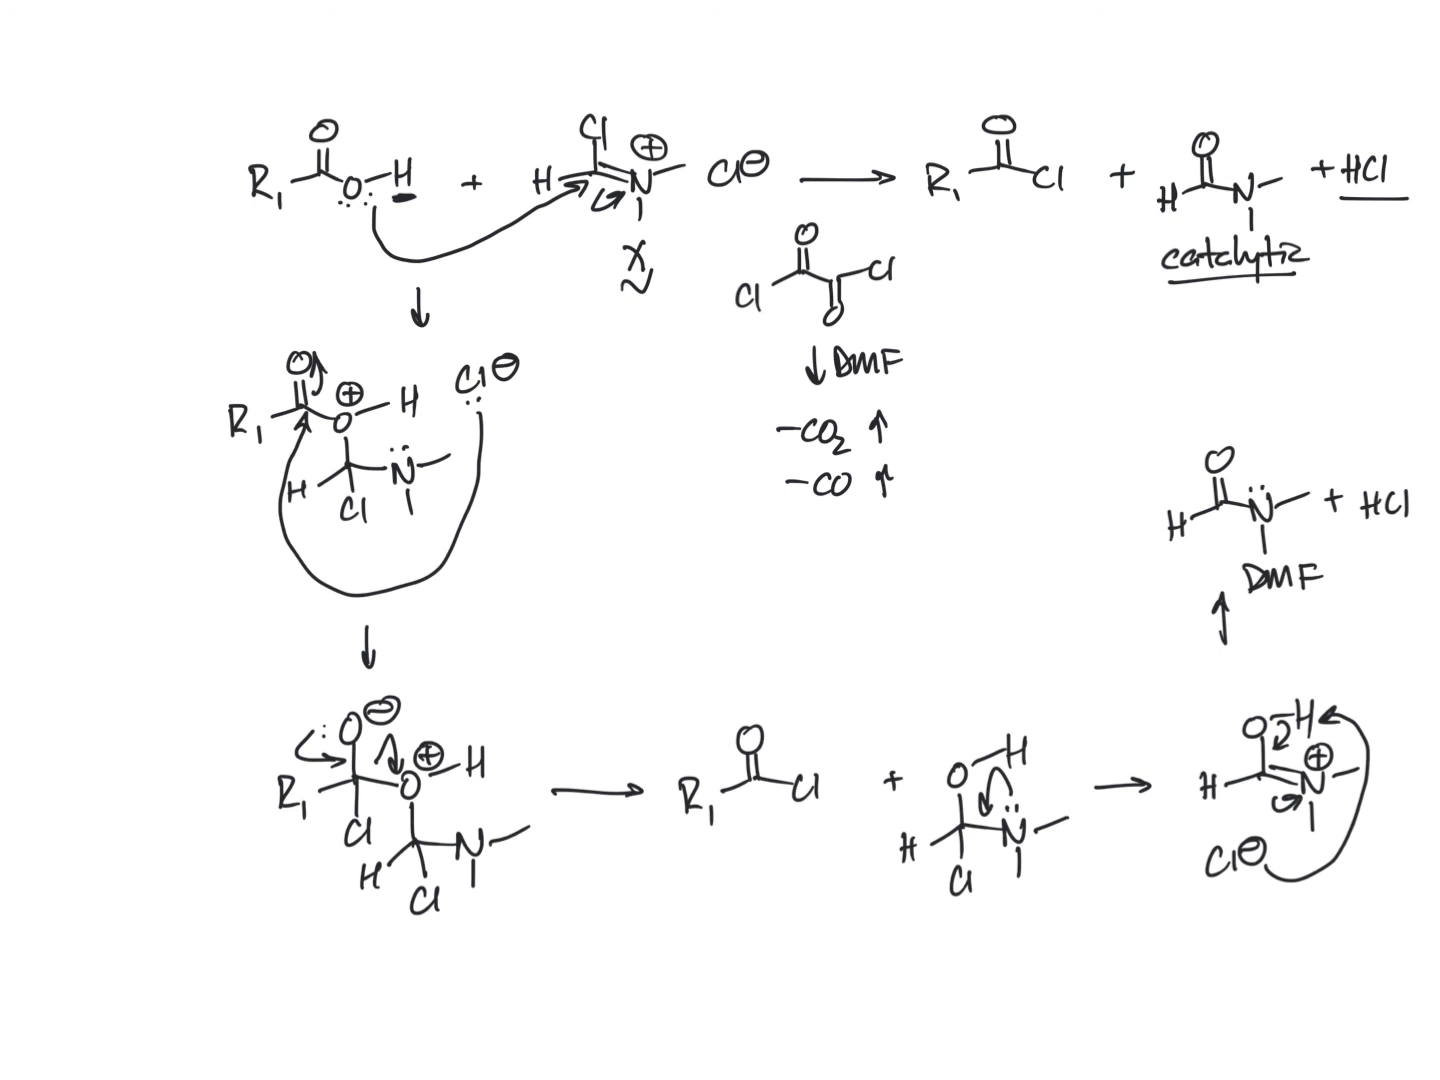 O O
R1 O H + H Cl N ⊕ Cl⊖ → R1 Cl + H N + HCl
X catalytic
O Cl
Cl O
↓ ↓ DMF
O ⊕ H Cl⊖
R1 O
-CO2 ↑
H N
Cl
-CO ↑
O
H N + HCl
DMF
↓ ↑
O⊖ ⊕ H
R1 O
Cl
H N
Cl
→
O
R1 Cl
+
O H
H N
Cl
→
O-H
⊕
H N
Cl⊖